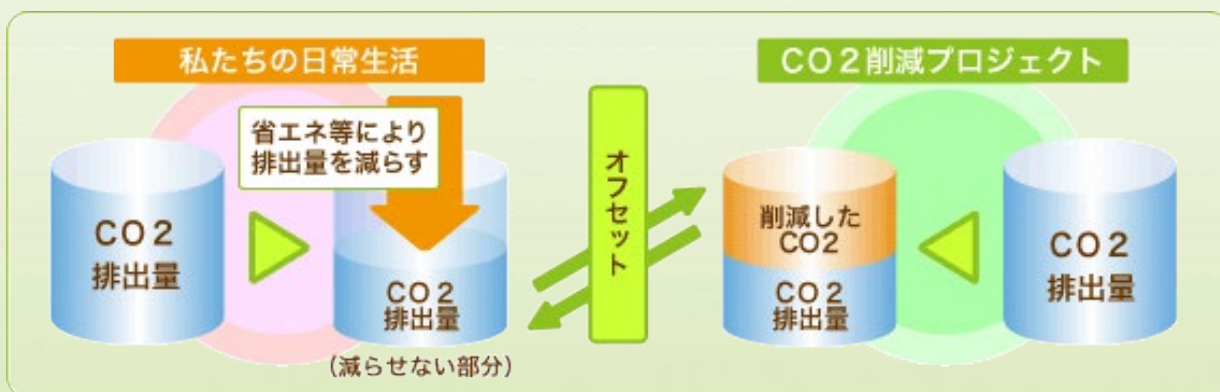 私たちの日常生活
省エネ等により
排出量を減らす
CO2
排出量
CO2
排出量
(減らせない部分)
オフセット
CO2削減プロジェクト
削減した
CO2
CO2
排出量
CO2
排出量